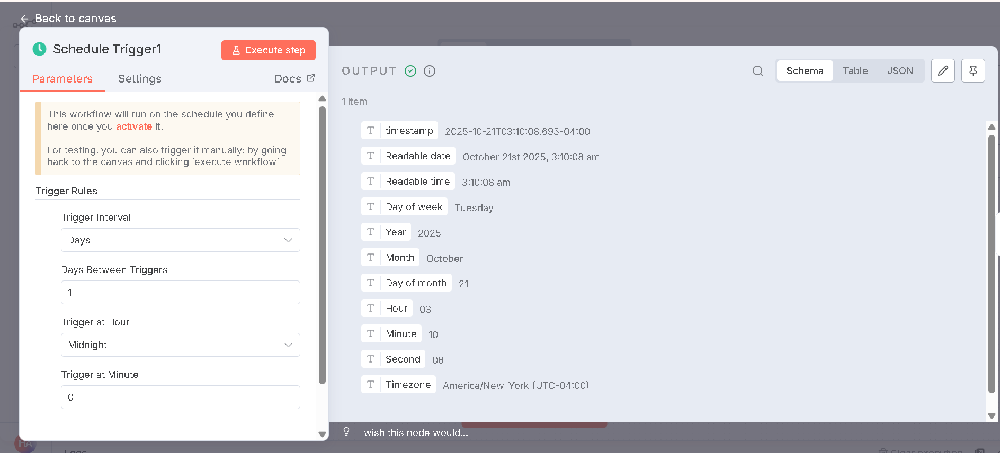 Back to canvas
Schedule Trigger1
Execute step
Parameters
Settings
Docs
This workflow will run on the schedule you define
here once you activate it.
For testing, you can also trigger it manually: by going
back to the canvas and clicking 'execute workflow'
Trigger Rules
Trigger Interval
Days
Days Between Triggers
1
Trigger at Hour
Midnight
Trigger at Minute
0
OUTPUT
Schema
Table
JSON
1 item
T timestamp 2025-10-21T03:10:08.695-04:00
T Readable date October 21st 2025, 3:10:08 am
T Readable time 3:10:08 am
T Day of week Tuesday
T Year 2025
T Month October
T Day of month 21
T Hour 03
T Minute 10
T Second 08
T Timezone America/New_York (UTC-04:00)
I wish this node would...
HA
Logs
Clear execution